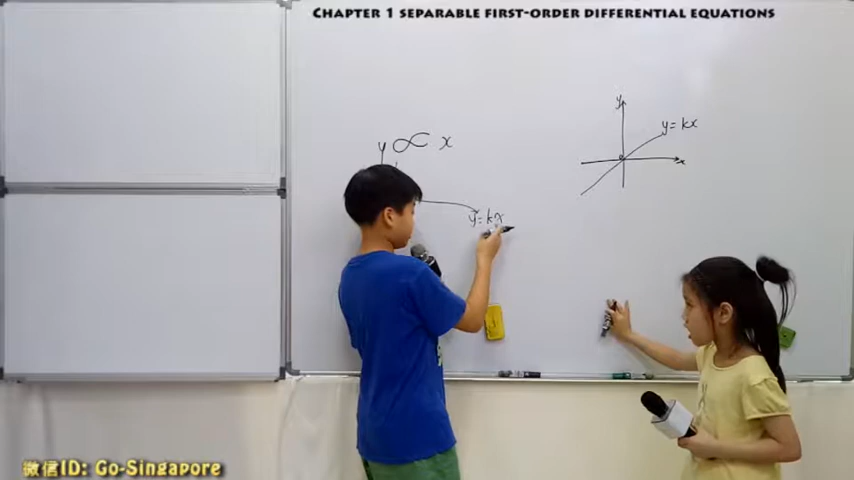 CHAPTER 1 SEPARABLE FIRST-ORDER DIFFERENTIAL EQUATIONS
y
y = kx
x
y ∝ x
y = kx
微信ID: Go-Singapore